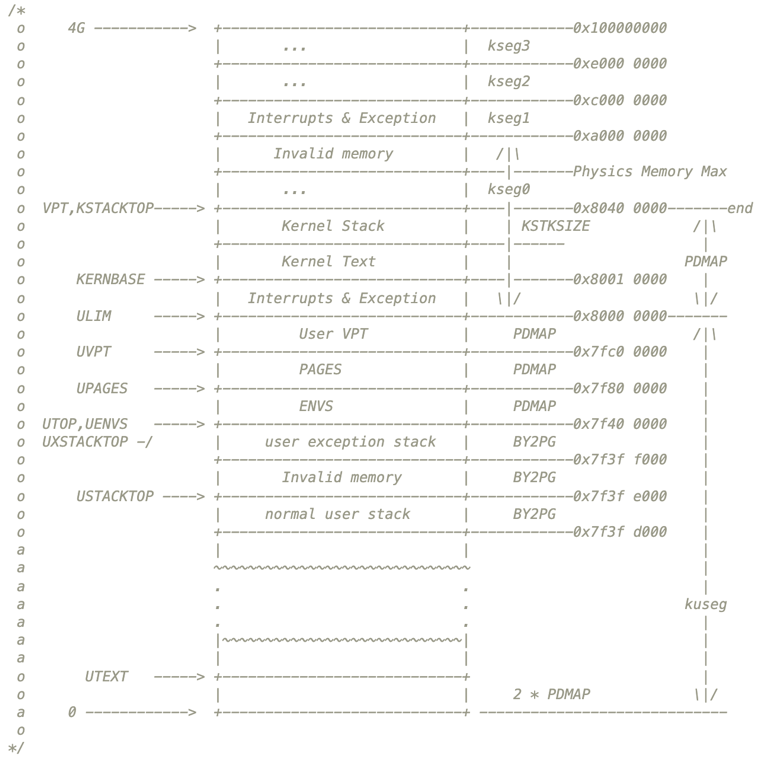 /*
 o     4G ----------->  +----------------------------+------------0x100000000
 o                      |       ...                  |  kseg3
 o                      +----------------------------+------------0xe000 0000
 o                      |       ...                  |  kseg2
 o                      +----------------------------+------------0xc000 0000
 o                      |   Interrupts & Exception   |  kseg1
 o                      +----------------------------+------------0xa000 0000
 o                      |      Invalid memory        |   /|\
 o                      +----------------------------+----|-------Physics Memory Max
 o                      |       ...                  |  kseg0
 o  VPT,KSTACKTOP-----> +----------------------------+----|-------0x8040 0000-------end
 o                      |       Kernel Stack         |    | KSTKSIZE            /|\
 o                      +----------------------------+----|------                |
 o                      |       Kernel Text          |    |                    PDMAP
 o      KERNBASE -----> +----------------------------+----|-------0x8001 0000    |
 o                      |   Interrupts & Exception   |   \|/                    \|/
 o      ULIM     -----> +----------------------------+------------0x8000 0000-------
 o                      |         User VPT           |     PDMAP                /|\
 o      UVPT     -----> +----------------------------+------------0x7fc0 0000    |
 o                      |         PAGES              |     PDMAP                 |
 o      UPAGES   -----> +----------------------------+------------0x7f80 0000    |
 o                      |         ENVS               |     PDMAP                 |
 o  UTOP,UENVS   -----> +----------------------------+------------0x7f40 0000    |
 o  UXSTACKTOP -/       |     user exception stack   |     BY2PG                 |
 o                      +----------------------------+------------0x7f3f f000    |
 o                      |       Invalid memory       |     BY2PG                 |
 o      USTACKTOP ----> +----------------------------+------------0x7f3f e000    |
 o                      |     normal user stack      |     BY2PG                 |
 o                      +----------------------------+------------0x7f3f d000    |
 a                      |                            |                           |
 a                      ~~~~~~~~~~~~~~~~~~~~~~~~~~~~~~                           |
 a                      .                            .                           |
 a                      .                            .                         kuseg
 a                      .                            .                           |
 a                      |~~~~~~~~~~~~~~~~~~~~~~~~~~~~|                           |
 a                      |                            |                           |
 o       UTEXT   -----> +----------------------------+                           |
 o                      |                            |     2 * PDMAP            \|/
 a     0 ------------>  +----------------------------+ -----------------------------
 o
*/